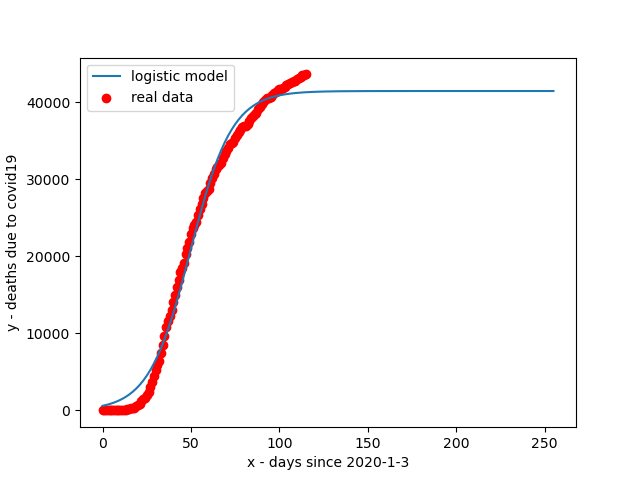 logistic model
real data
40000
30000
20000
10000
0
y - deaths due to covid19
0 50 100 150 200 250
x - days since 2020-1-3